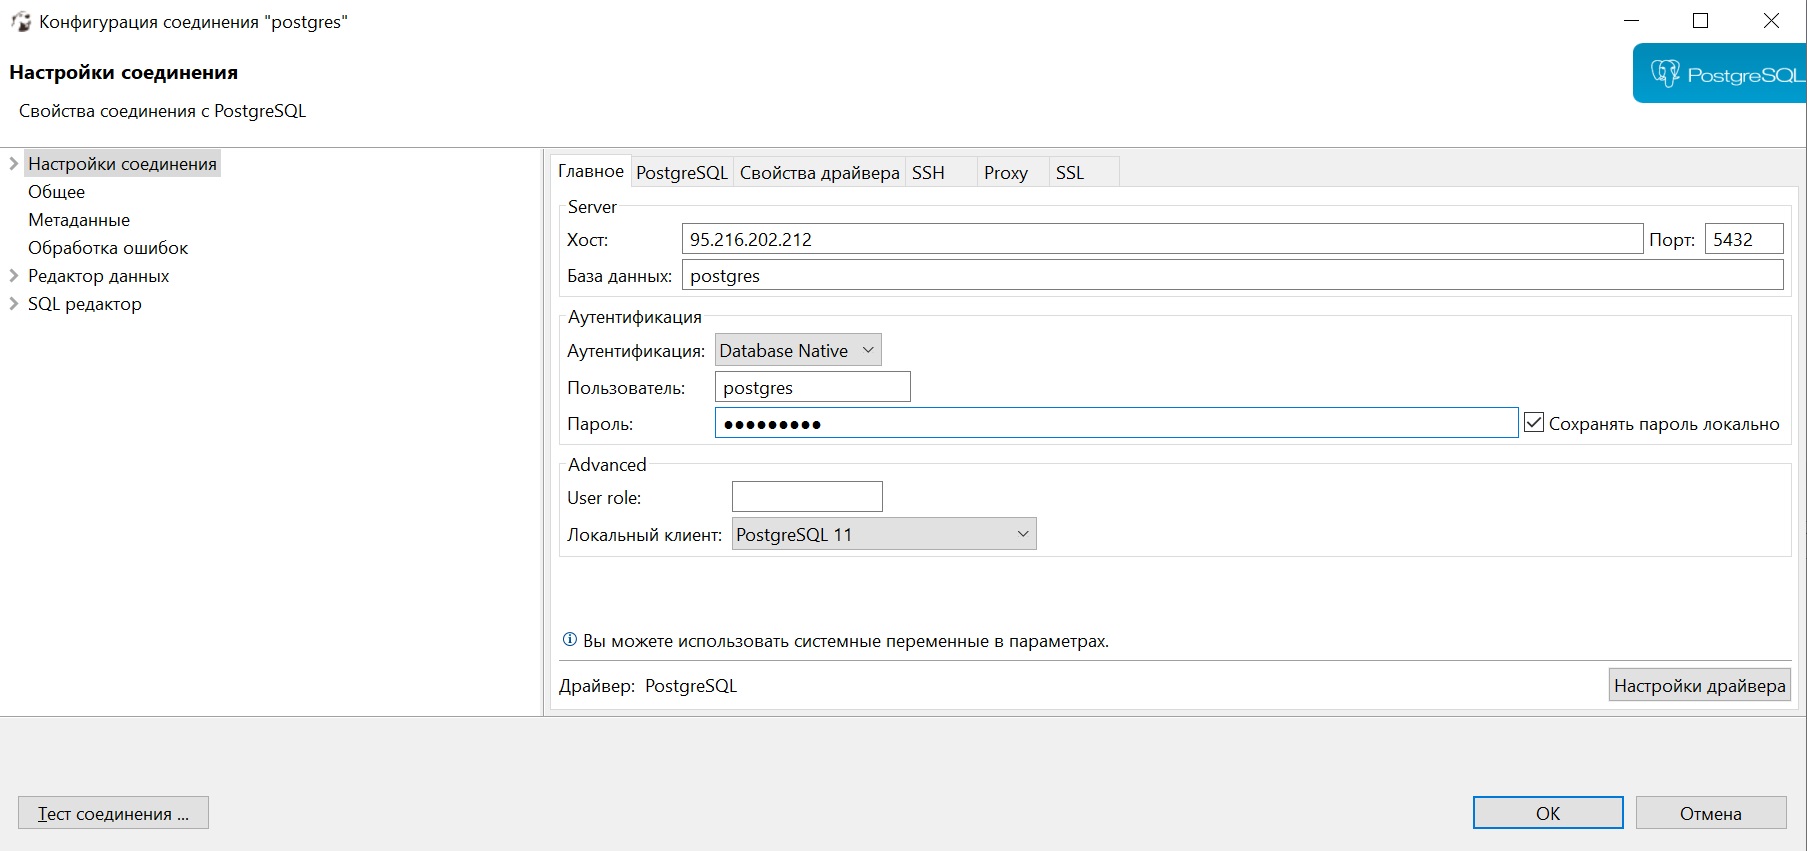 Конфигурация соединения "postgres"
Настройки соединения
Свойства соединения с PostgreSQL
PostgreSQL
Настройки соединения
Общее
Метаданные
Обработка ошибок
Редактор данных
SQL редактор
Главное PostgreSQL Свойства драйвера SSH Proxy SSL
Server
Хост: 95.216.202.212 Порт: 5432
База данных: postgres
Аутентификация
Аутентификация: Database Native
Пользователь: postgres
Пароль: ●●●●●●●●● Сохранять пароль локально
Advanced
User role:
Локальный клиент: PostgreSQL 11
Вы можете использовать системные переменные в параметрах.
Драйвер: PostgreSQL Настройки драйвера
Тест соединения ... ОК Отмена